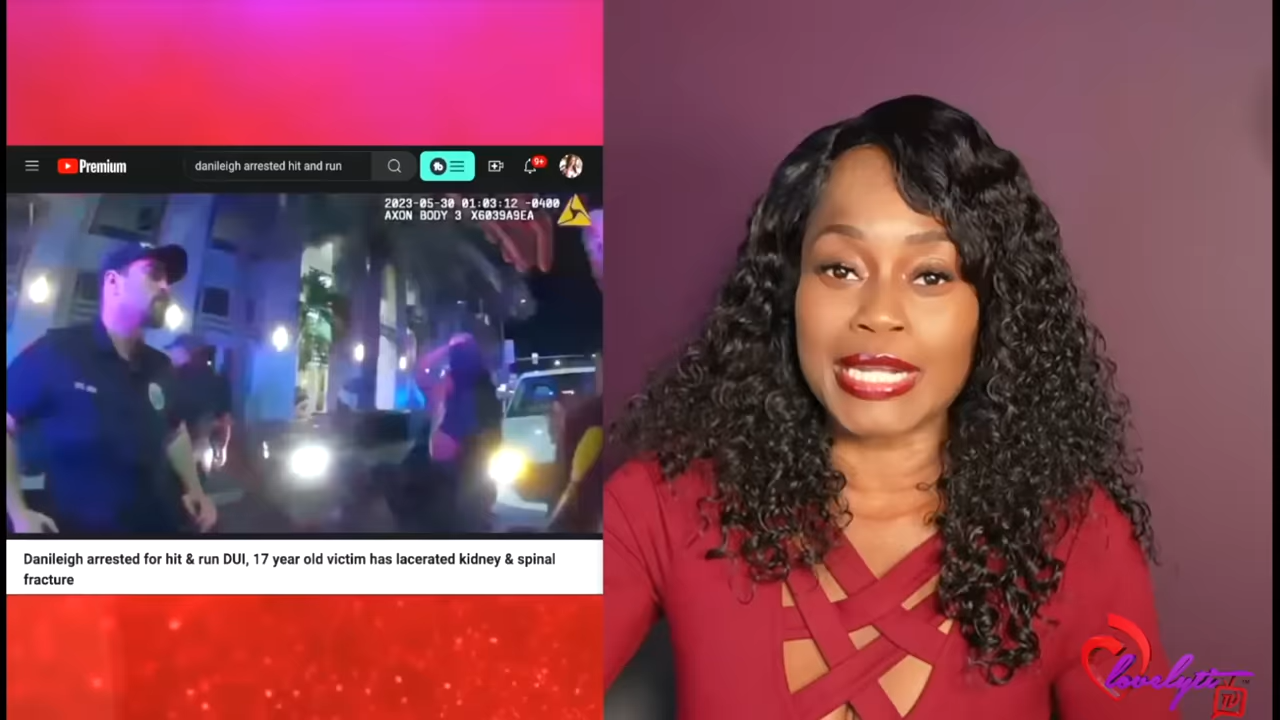 Premium
danileigh arrested hit and run
9+
2023-05-30 01:03:12 -0400
AXON BODY 3 X6039A9EA
Danileigh arrested for hit & run DUI, 17 year old victim has lacerated kidney & spinal
fracture
lovelyti